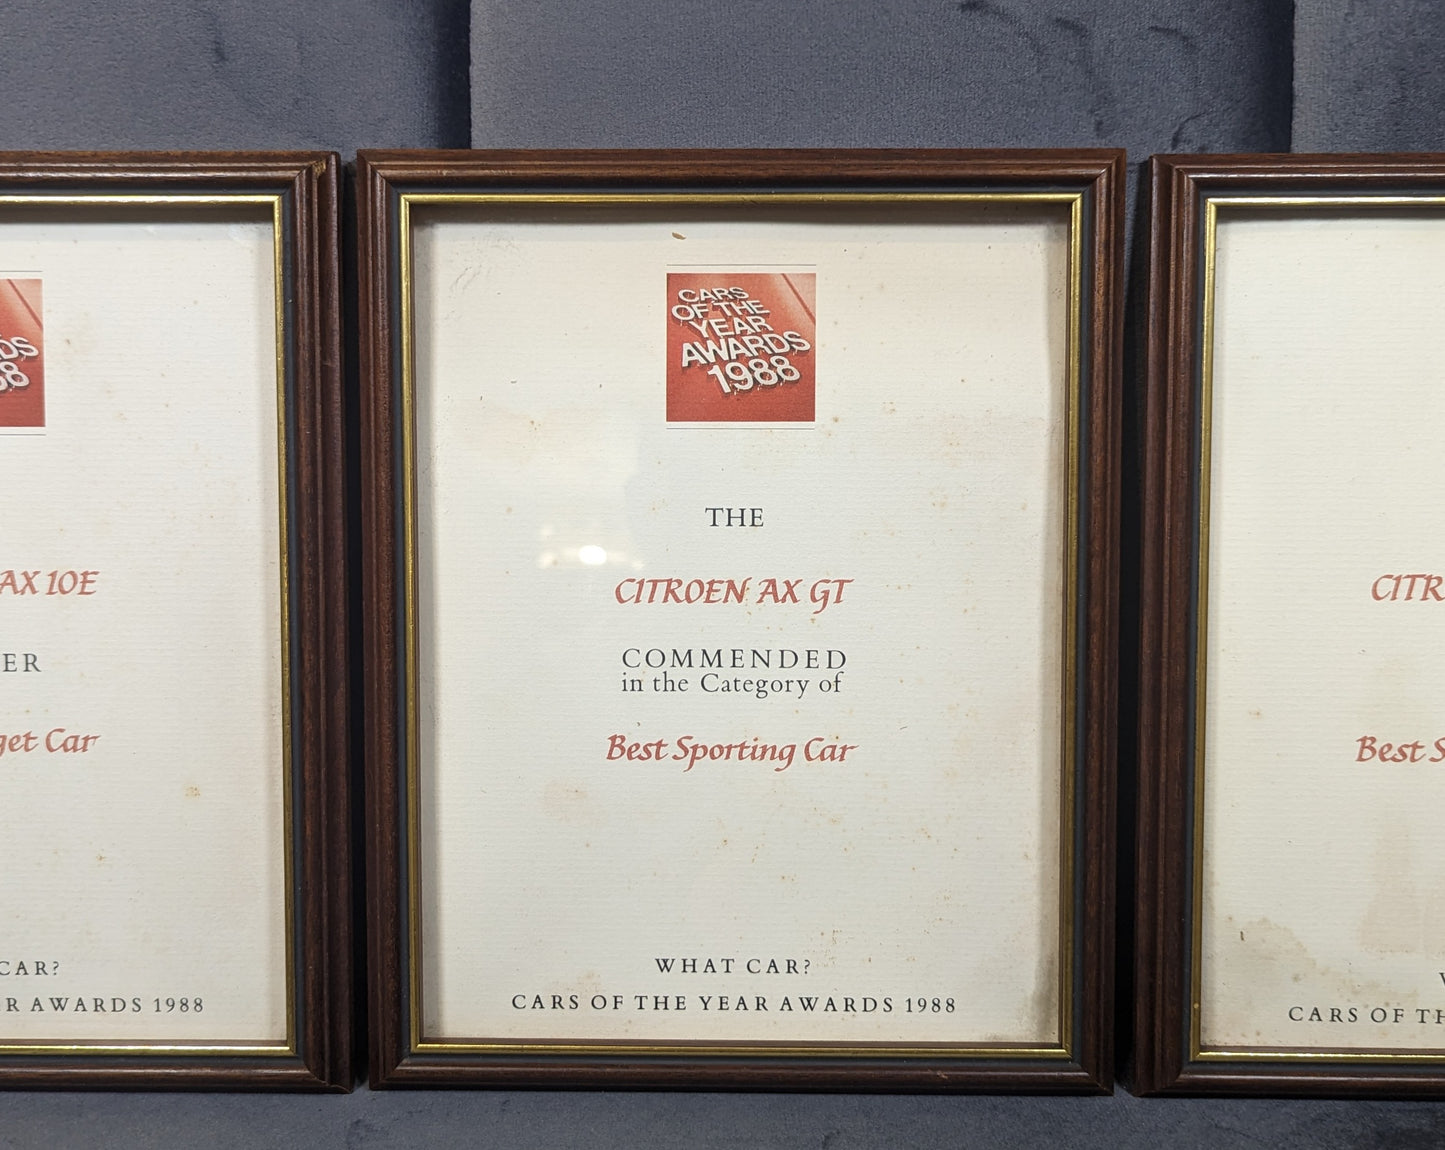 DS
88
AX 10E
ER
get Car
CAR?
R AWARDS 1988
CARS
OF THE
YEAR
AWARDS
1988
THE
CITROEN AX GT
COMMENDED
in the Category of
Best Sporting Car
WHAT CAR?
CARS OF THE YEAR AWARDS 1988
CITR
Best S
CARS OF TH